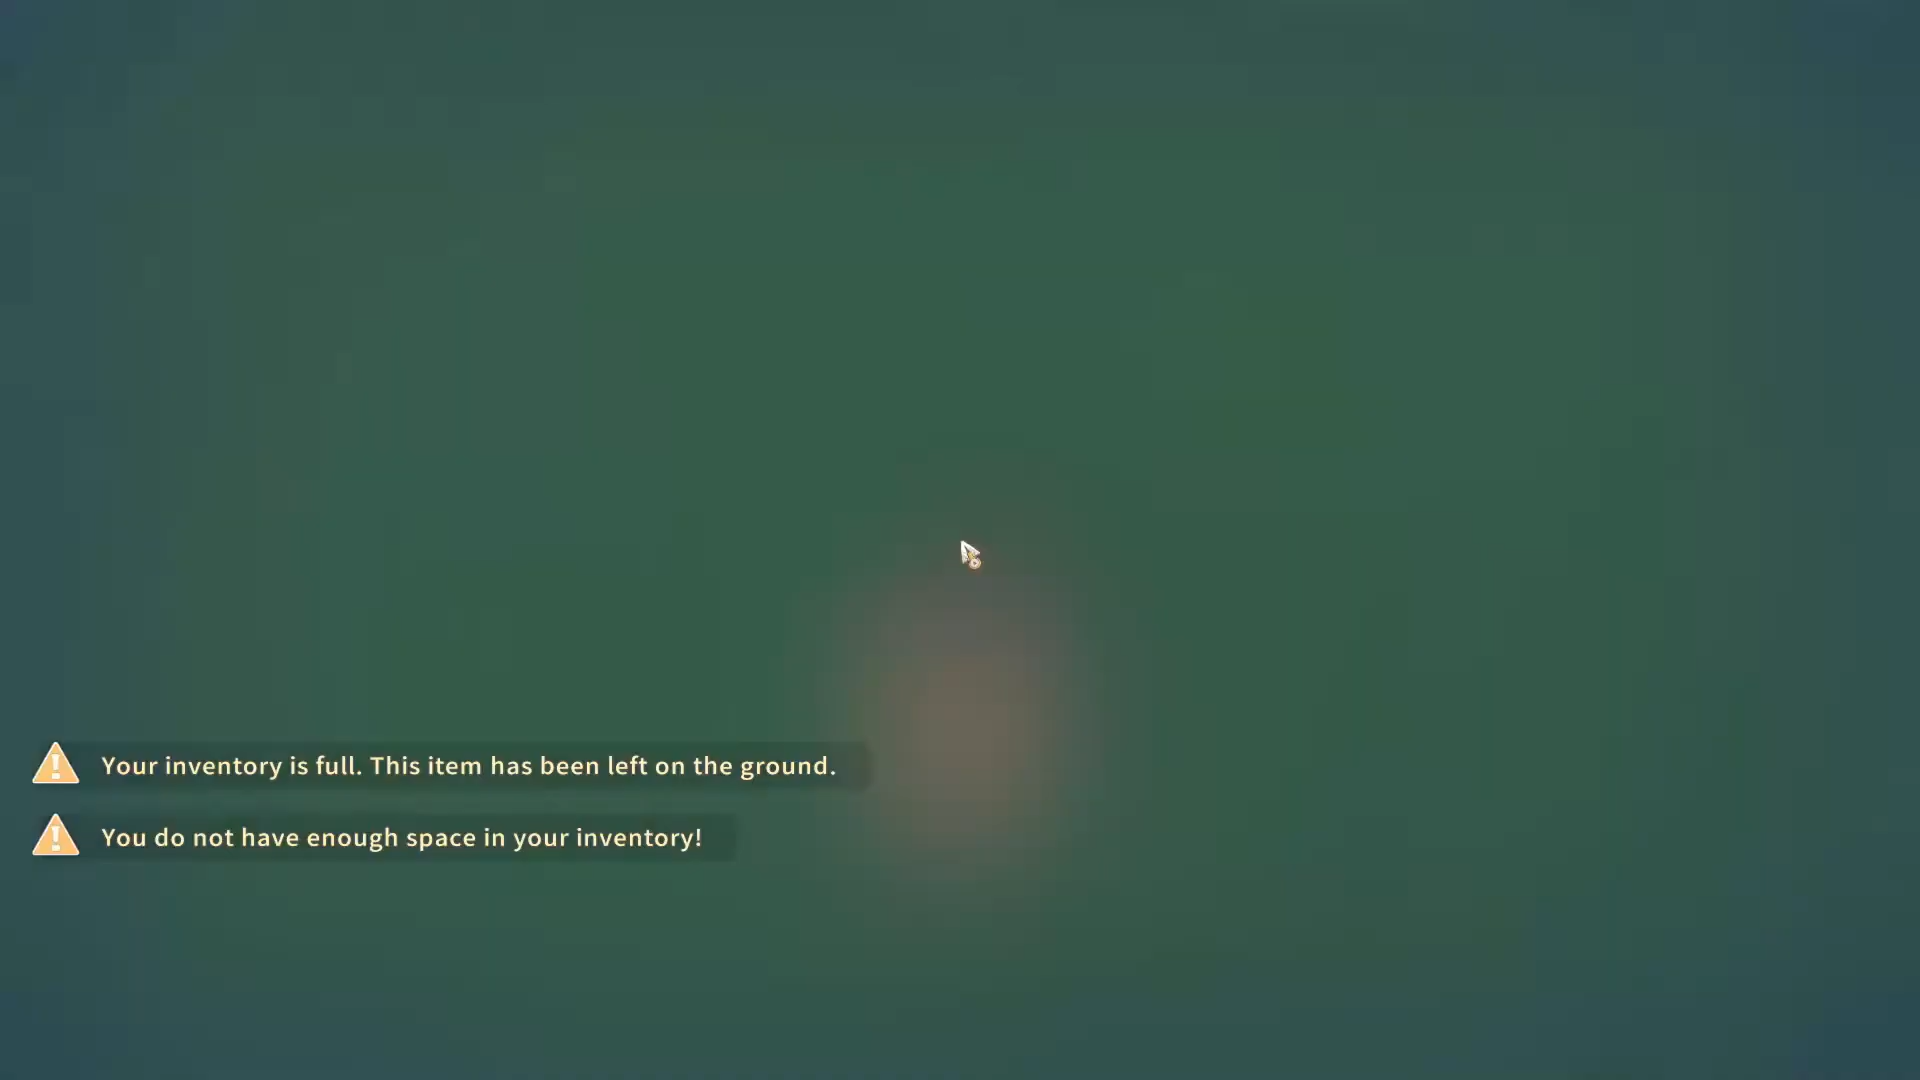 Your inventory is full. This item has been left on the ground.
You do not have enough space in your inventory!